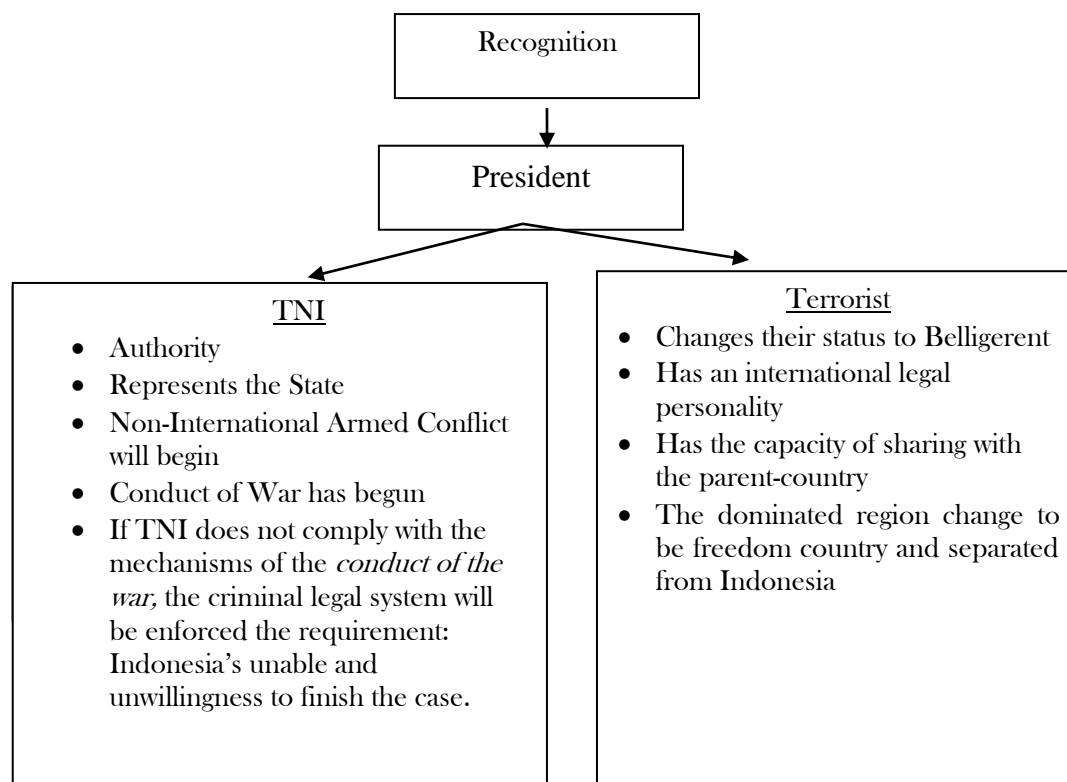 Recognition
President
TNI
• Authority
• Represents the State
• Non-International Armed Conflict
will begin
• Conduct of War has begun
• If TNI does not comply with the
mechanisms of the conduct of the
war, the criminal legal system will
be enforced the requirement:
Indonesia’s unable and
unwillingness to finish the case.
Terrorist
• Changes their status to Belligerent
• Has an international legal
personality
• Has the capacity of sharing with
the parent-country
• The dominated region change to
be freedom country and separated
from Indonesia